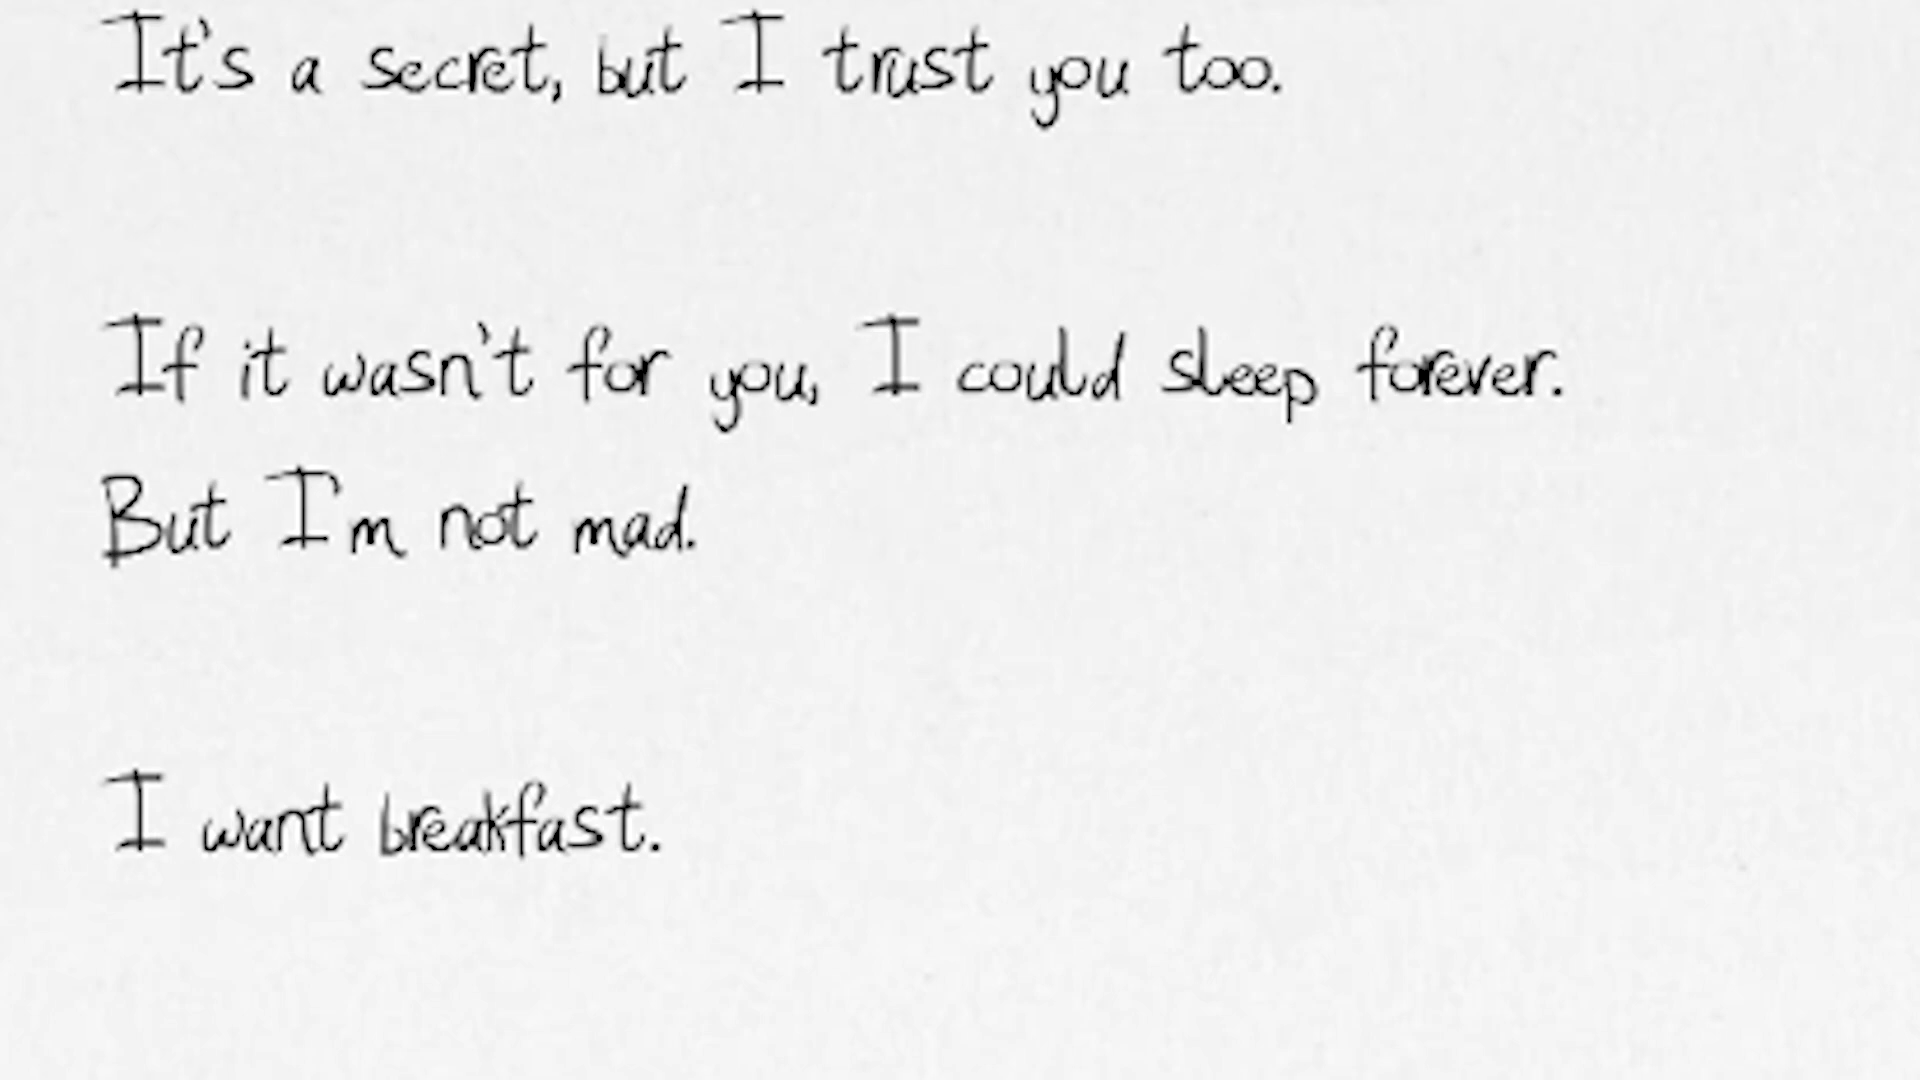 It's a secret, but I trust you too.
If it wasn't for you, I could sleep forever.
But I'm not mad.
I want breakfast.